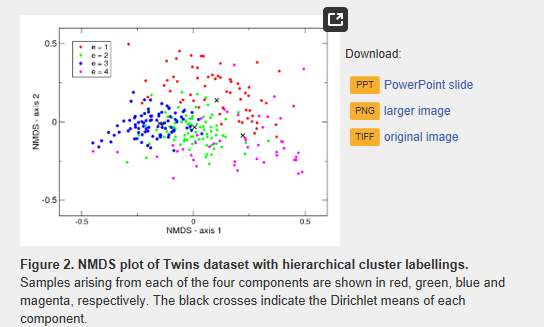 e = 1
e = 2
e = 3
e = 4
0.5
0
-0.5
NMDS - axis 2
-0.5
0
0.5
NMDS - axis 1
Download:
PPT PowerPoint slide
PNG larger image
TIFF original image
Figure 2. NMDS plot of Twins dataset with hierarchical cluster labellings.
Samples arising from each of the four components are shown in red, green, blue and
magenta, respectively. The black crosses indicate the Dirichlet means of each
component.